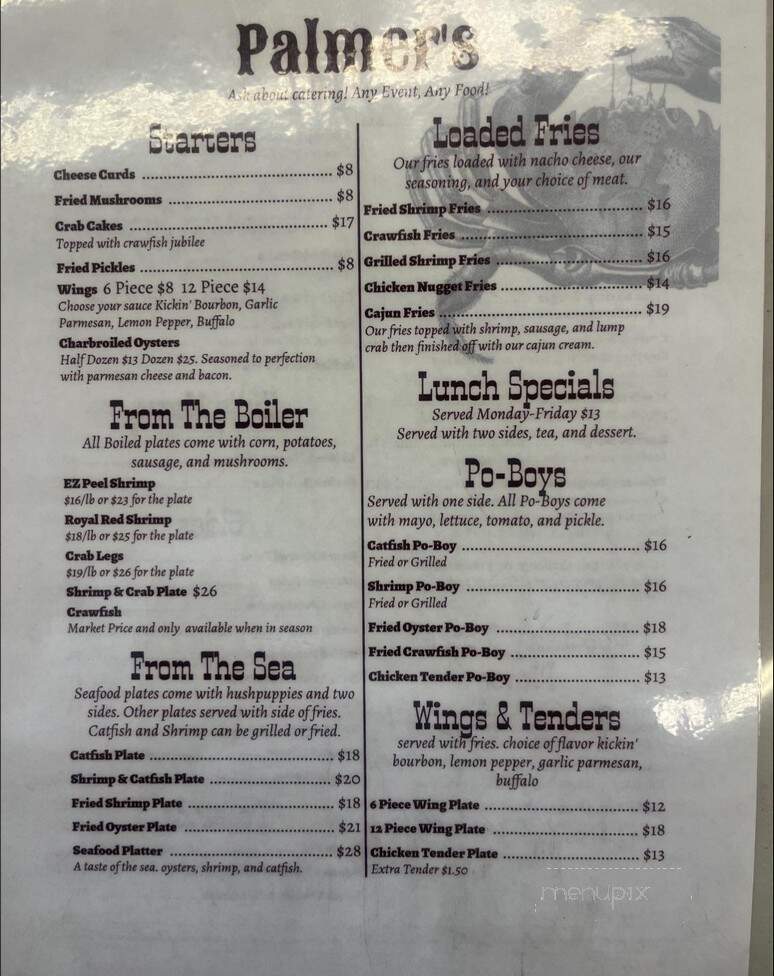 Palmer's
Ask about catering! Any Event, Any Food!
Starters
Cheese Curds ................................ $8
Fried Mushrooms ................................ $8
Crab Cakes ................................ $17
Topped with crawfish jubilee
Fried Pickles ................................ $8
Wings 6 Piece $8 12 Piece $14
Choose your sauce Kickin' Bourbon, Garlic
Parmesan, Lemon Pepper, Buffalo
Charbroiled Oysters
Half Dozen $13 Dozen $25. Seasoned to perfection
with parmesan cheese and bacon.
From The Boiler
All Boiled plates come with corn, potatoes,
sausage, and mushrooms.
EZ Peel Shrimp
$16/lb or $23 for the plate
Royal Red Shrimp
$18/lb or $25 for the plate
Crab Legs
$19/lb or $26 for the plate
Shrimp & Crab Plate $26
Crawfish
Market Price and only available when in season
From The Sea
Seafood plates come with hushpuppies and two
sides. Other plates served with side of fries.
Catfish and Shrimp can be grilled or fried.
Catfish Plate ................................ $18
Shrimp & Catfish Plate ........................ $20
Fried Shrimp Plate ............................ $18
Fried Oyster Plate ............................ $21
Seafood Platter ................................ $28
A taste of the sea. oysters, shrimp, and catfish.
Loaded Fries
Our fries loaded with nacho cheese, our
seasoning, and your choice of meat.
Fried Shrimp Fries ............................ $16
Crawfish Fries ................................ $15
Grilled Shrimp Fries .......................... $16
Chicken Nugget Fries .......................... $14
Cajun Fries ................................ $19
Our fries topped with shrimp, sausage, and lump
crab then finished off with our cajun cream.
Lunch Specials
Served Monday-Friday $13
Served with two sides, tea, and dessert.
Po-Boys
Served with one side. All Po-Boys come
with mayo, lettuce, tomato, and pickle.
Catfish Po-Boy ................................ $16
Fried or Grilled
Shrimp Po-Boy ................................ $16
Fried or Grilled
Fried Oyster Po-Boy ........................... $18
Fried Crawfish Po-Boy ......................... $15
Chicken Tender Po-Boy ......................... $13
Wings & Tenders
served with fries. choice of flavor kickin'
bourbon, lemon pepper, garlic parmesan,
buffalo
6 Piece Wing Plate ............................ $12
12 Piece Wing Plate ........................... $18
Chicken Tender Plate .......................... $13
Extra Tender $1.50
menupix